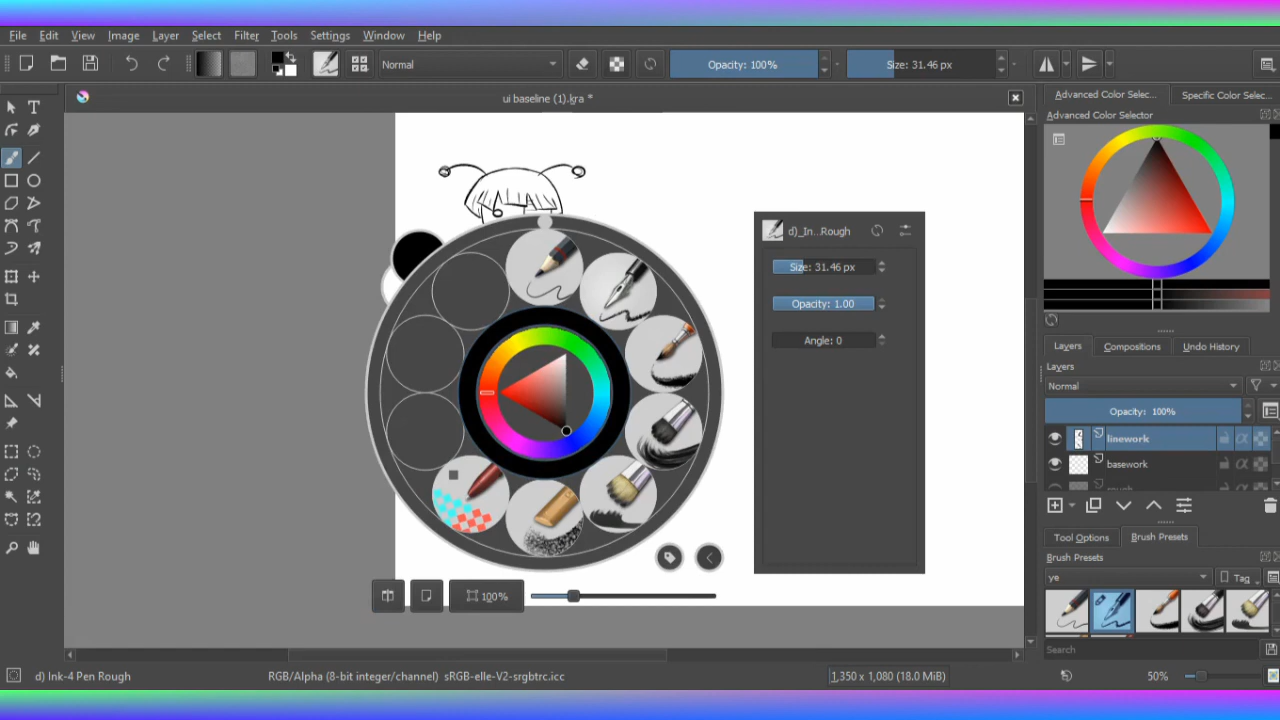 File Edit View Image Layer Select Filter Tools Settings Window Help
Normal Opacity: 100% Size: 31.46 px
ui baseline (1).kra *
Advanced Color Selec... Specific Color Selec...
Advanced Color Selector
d)_In...Rough
Size: 31.46 px
Opacity: 1.00
Angle: 0
100%
Layers Compositions Undo History
Layers
Normal
Opacity: 100%
linework
basework
rough
Tool Options Brush Presets
Brush Presets
ye Tag
Search
d) Ink-4 Pen Rough RGB/Alpha (8-bit integer/channel) sRGB-elle-V2-srgbtrc.icc 1,350 x 1,080 (18.0 MiB) 50%